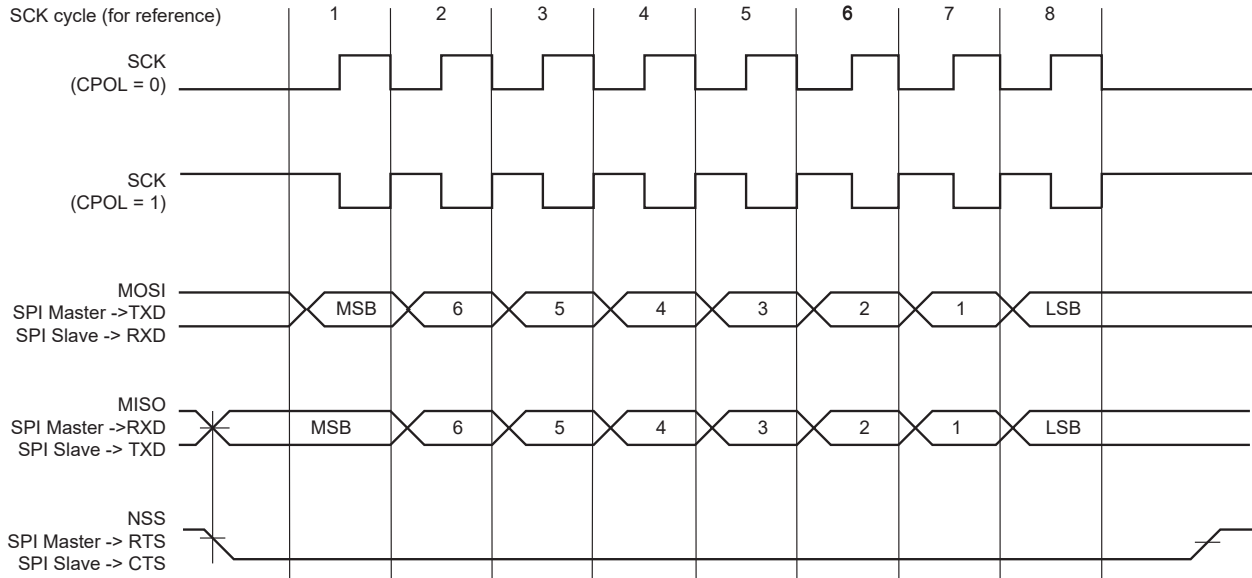 SCK cycle (for reference) 1 2 3 4 5 6 7 8
SCK
(CPOL = 0)
SCK
(CPOL = 1)
MOSI
SPI Master ->TXD
SPI Slave -> RXD
MSB 6 5 4 3 2 1 LSB
MISO
SPI Master ->RXD
SPI Slave -> TXD
MSB 6 5 4 3 2 1 LSB
NSS
SPI Master -> RTS
SPI Slave -> CTS